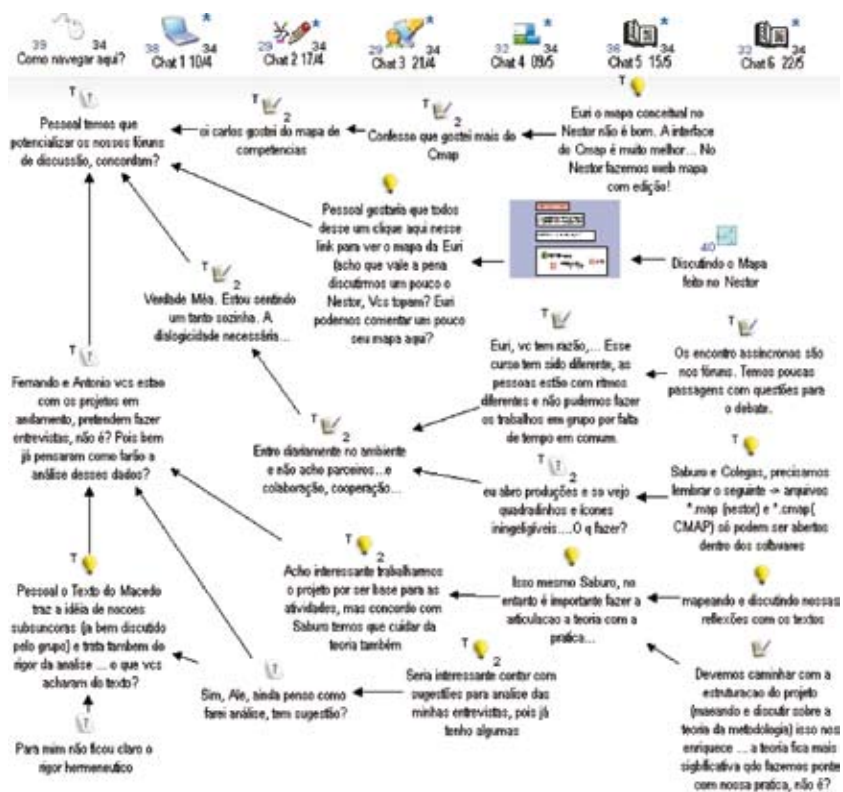 39 34
Como navegar aqui?
38 34
Chat 1 10/4
29 34
Chat 2 17/4
29 34
Chat 3 21/4
32 34
Chat 4 09/5
36 34
Chat 5 15/5
33 34
Chat 6 22/5
T ?
Pessoal temos que
potencializar os nossos fóruns
de discussão, concordam?
T 2
oi carlos gostei do mapa de
competencias
T 2
Confesso que gostei mais do
Cmap
T
Euri o mapa conceitual no
Nestor não é bom. A interface
do Cmap é muito melhor... No
Nestor fazemos web mapa
com edição!
Pessoal gostaria que todos
desse um clique aqui nesse
link para ver o mapa da Euri
(acho que vale a pena
discutirmos um pouco o
Nestor, Vcs topam? Euri
podemos comentar um pouco
seu mapa aqui?
40
Discutindo o Mapa
feito no Nestor
T 2
Verdade Mêa. Estou sentindo
um tanto sozinha. A
dialogicidade necessária...
T
Euri, vc tem razão,... Esse
curso tem sido diferente, as
pessoas estão com ritmos
diferentes e não pudemos fazer
os trabalhos em grupo por falta
de tempo em comum.
T
Os encontro assincronos são
nos fóruns. Temos poucas
passagens com questões para
o debate.
T ?
Fernando e Antonio vcs estao
com os projetos em
andamento, pretendem fazer
entrevistas, não é? Pois bem
já pensaram como farão a
análise desses dados?
T 2
Entro diariamente no ambiente
e não acho parceiros...e
colaboração, cooperação...
T ? 2
eu abro produções e so vejo
quadradinhos e ícones
iningeligíveis....O q fazer?
T
Saburo e Colegas, precisamos
lembrar o seguinte -> arquivos
*.map (nestor) e *.cmap(
CMAP) só podem ser abertos
dentro dos softwares
T
Pessoal o Texto do Macedo
traz a idéia de nocoes
subsuncoras (ja bem discutido
pelo grupo) e trata tambem do
rigor da analise ... o que vcs
acharam do texto?
T 2
Acho interessante trabalharmos
o projeto por ser base para as
atividades, mas concordo com
Saburo temos que cuidar da
teoria também
T
Isso mesmo Saburo, no
entanto é importante fazer a
articulacao a teoria com a
pratica...
mapeando e discutindo nossas
reflexões com os textos
?
Sim, Ale, ainda penso como
farei análise, tem sugestão?
T 2
Seria interessante contar com
sugestões para analise das
minhas entrevistas, pois já
tenho algumas
Devemos caminhar com a
estruturacao do projeto
(maeando e discutir sobre a
teoria da metodologia) isso nos
enriquece ... a teoria fica mais
sigbificativa qdo fazemos ponte
com nossa pratica, não é?
?
Para mim não ficou claro o
rigor hermeneutico